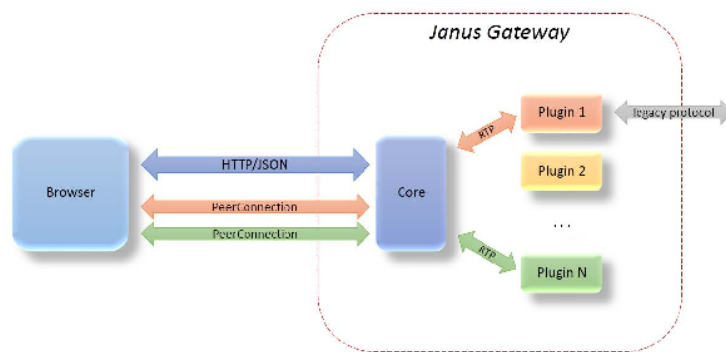 Janus Gateway
Plugin 1
legacy protocol
RTP
HTTP/JSON
Plugin 2
Browser
Core
PeerConnection
...
PeerConnection
RTP
Plugin N